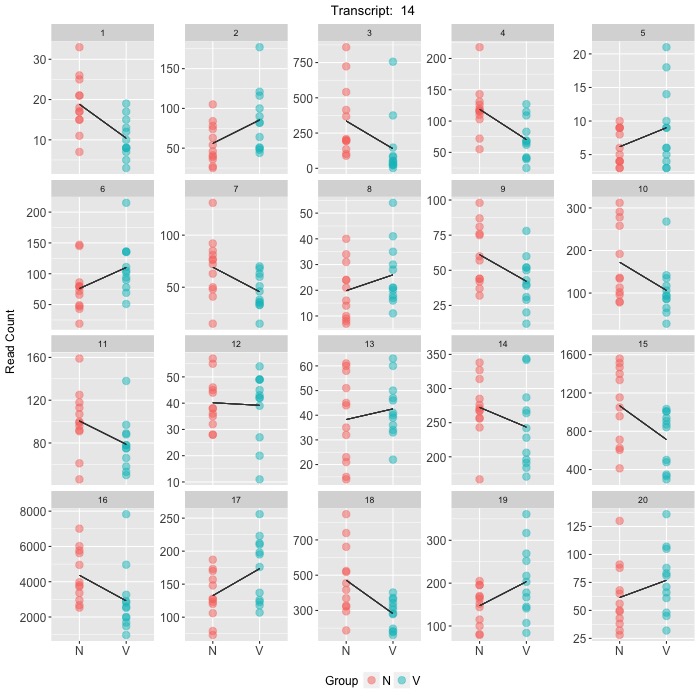 Transcript: 14
1 2 3 4 5
30 20 10
150 100 50
750 500 250 0
200 150 100 50
20 15 10 5
6 7 8 9 10
200 150 100 50
100 50
50 40 30 20 10
100 75 50 25
300 200 100
Read Count
11 12 13 14 15
160 120 80
50 40 30 20 10
60 50 40 30 20
350 300 250 200
1600 1200 800 400
16 17 18 19 20
8000 6000 4000 2000
250 200 150 100
700 500 300
300 200 100
125 100 75 50 25
N V N V N V N V N V
Group N V